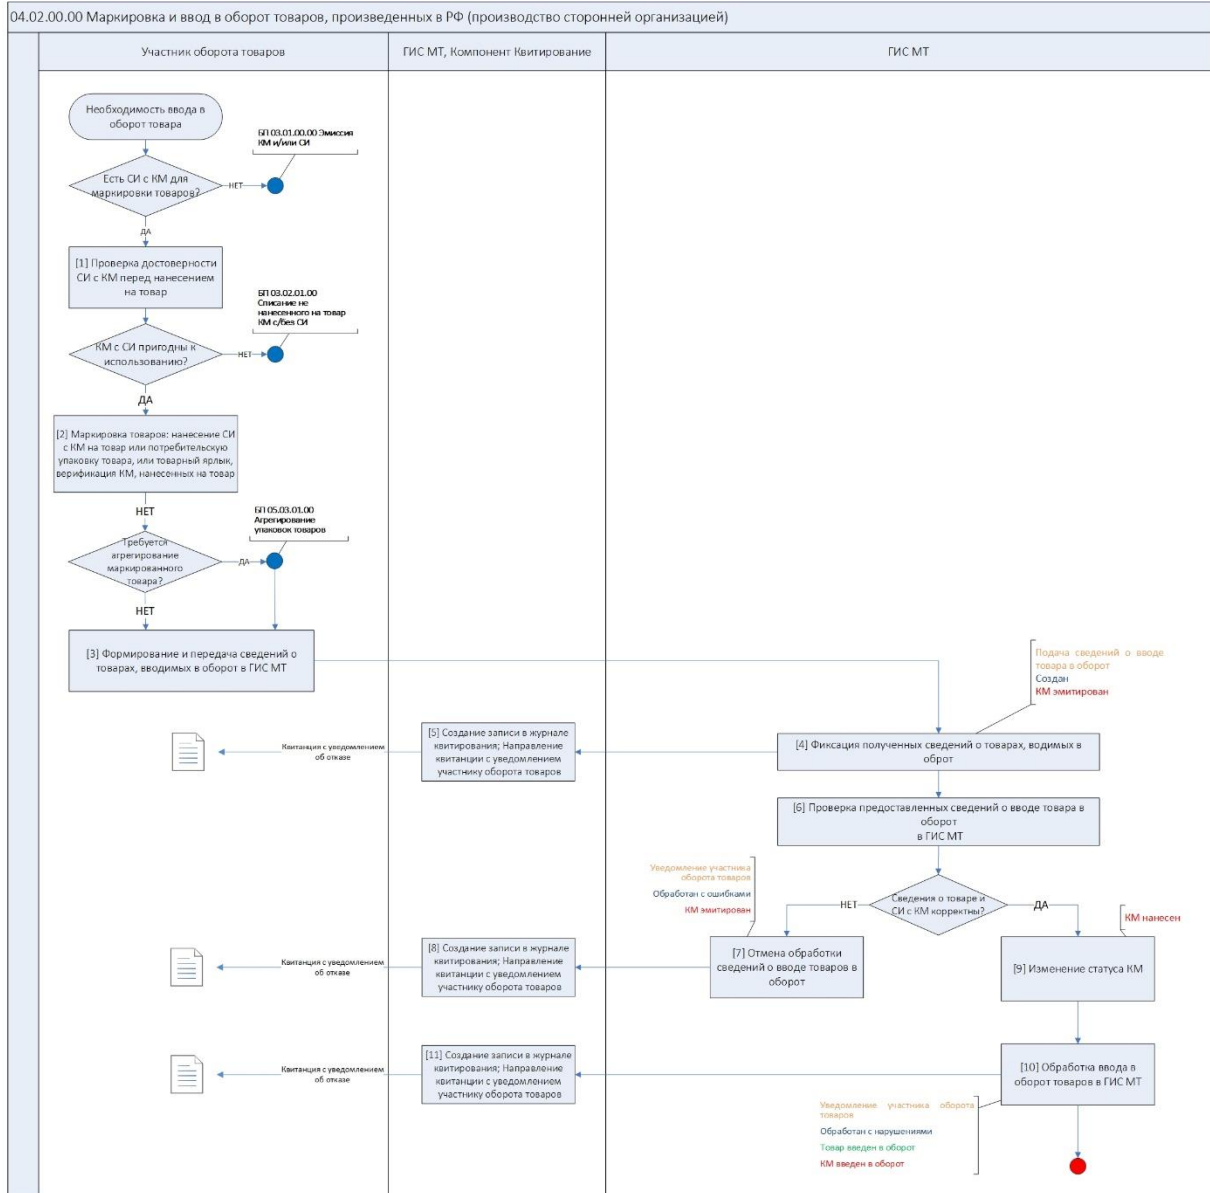 04.02.00.00 Маркировка и ввод в оборот товаров, произведенных в РФ (производство сторонней организацией)
Участник оборота товаров
ГИС МТ, Компонент Квитирование
ГИС МТ
Необходимость ввода в
оборот товара
БП 03.01.00.00 Эмиссия
КМ и/или СИ
Есть СИ с КМ для
маркировки товаров?
НЕТ
ДА
[1] Проверка достоверности
СИ с КМ перед нанесением
на товар
БП 03.02.01.00
Списание не
нанесенного на товар
КМ с/без СИ
КМ с СИ пригодны к
использованию?
НЕТ
ДА
[2] Маркировка товаров: нанесение СИ
с КМ на товар или потребительскую
упаковку товара, или товарный ярлык,
верификация КМ, нанесенных на товар
НЕТ
БП 05.03.01.00
Агрегирование
упаковок товаров
Требуется
агрегирование
маркированного
товара?
ДА
НЕТ
[3] Формирование и передача сведений о
товарах, вводимых в оборот в ГИС МТ
Подача сведений о вводе
товара в оборот
Создан
КМ эмитирован
[4] Фиксация полученных сведений о товарах, водимых в
оброт
[5] Создание записи в журнале
квитирования; Направление
квитанции с уведомлением
участнику оборота товаров
Квитанция с уведомлением
об отказе
[6] Проверка предоставленных сведений о вводе товара в
оборот
в ГИС МТ
Уведомление участника
оборота товаров
Обработан с ошибками
КМ эмитирован
Сведения о товаре и
СИ с КМ корректны?
НЕТ
ДА
КМ нанесен
[7] Отмена обработки
сведений о вводе товаров в
оборот
[8] Создание записи в журнале
квитирования; Направление
квитанции с уведомлением
участнику оборота товаров
Квитанция с уведомлением
об отказе
[9] Изменение статуса КМ
[10] Обработка ввода в
оборот товаров в ГИС МТ
[11] Создание записи в журнале
квитирования; Направление
квитанции с уведомлением
участнику оборота товаров
Квитанция с уведомлением
об отказе
Уведомление участника оборота
товаров
Обработан с нарушениями
Товар введен в оборот
КМ введен в оборот